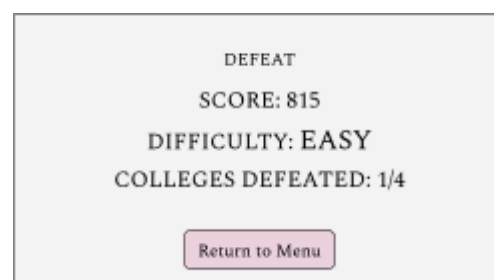 DEFEAT
SCORE: 815
DIFFICULTY: EASY
COLLEGES DEFEATED: 1/4
Return to Menu